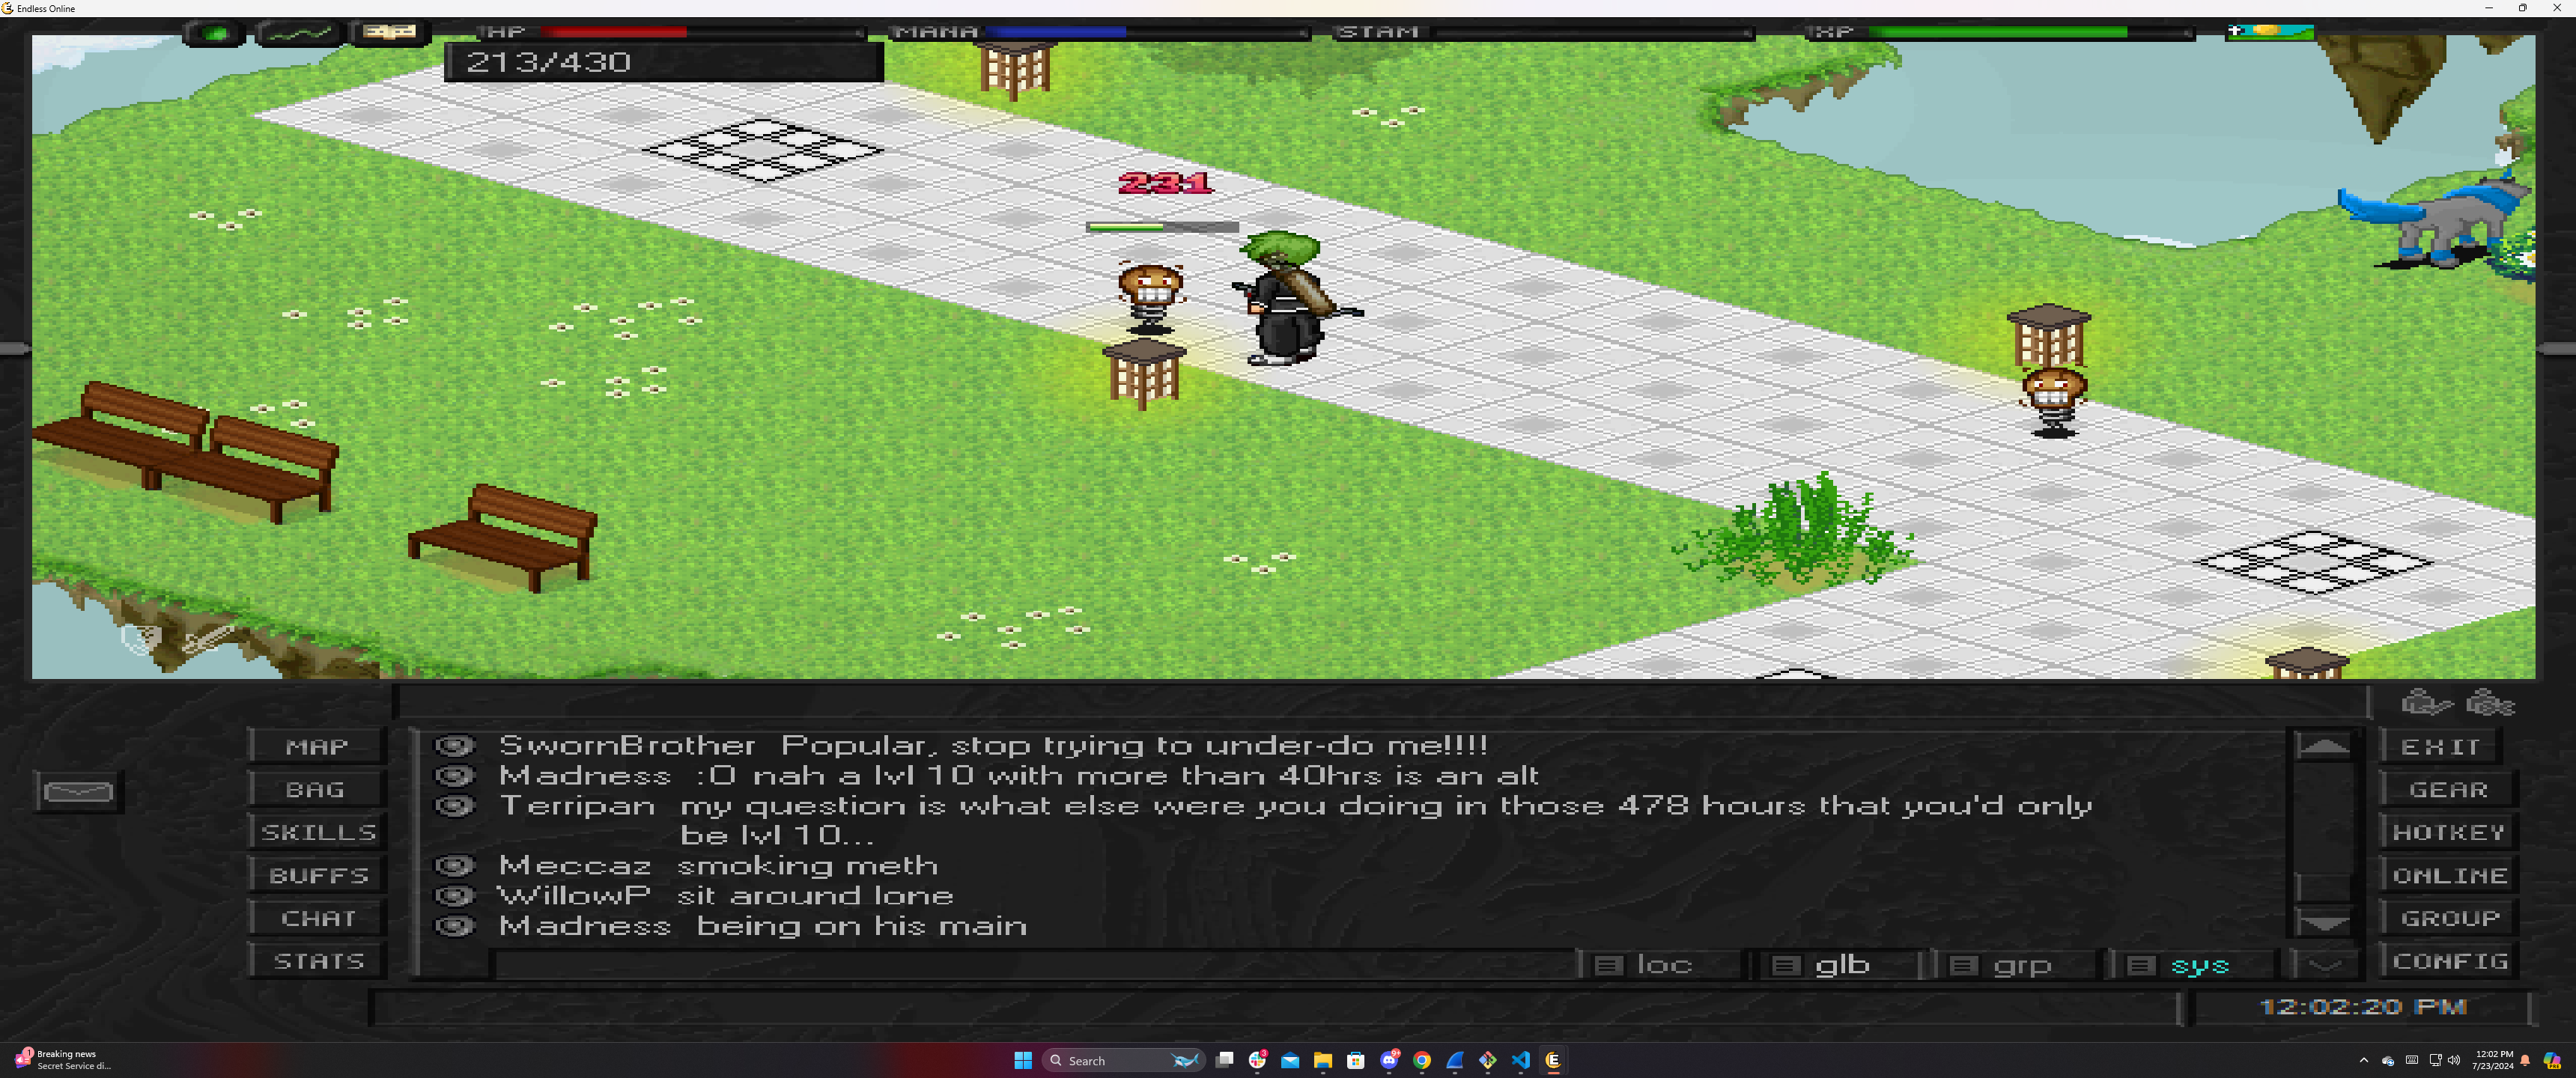 Endless Online
HP
MANA
STAM
XP
213/430
231
MAP
BAG
SKILLS
BUFFS
CHAT
STATS
SwornBrother Popular, stop trying to under-do me!!!!
Madness :O nah a lvl 10 with more than 40hrs is an alt
Terripan my question is what else were you doing in those 478 hours that you'd only
be lvl 10...
Meccaz smoking meth
WillowP sit around lone
Madness being on his main
loc
glb
grp
sys
EXIT
GEAR
HOTKEY
ONLINE
GROUP
CONFIG
12:02:20 PM
1
Breaking news
Secret Service di...
Search
3
9+
12:02 PM
7/23/2024